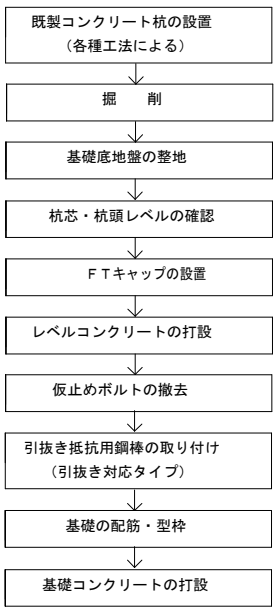 既製コンクリート杭の設置
（各種工法による）
掘　削
基礎底地盤の整地
杭芯・杭頭レベルの確認
ＦＴキャップの設置
レベルコンクリートの打設
仮止めボルトの撤去
引抜き抵抗用鋼棒の取り付け
（引抜き対応タイプ）
基礎の配筋・型枠
基礎コンクリートの打設